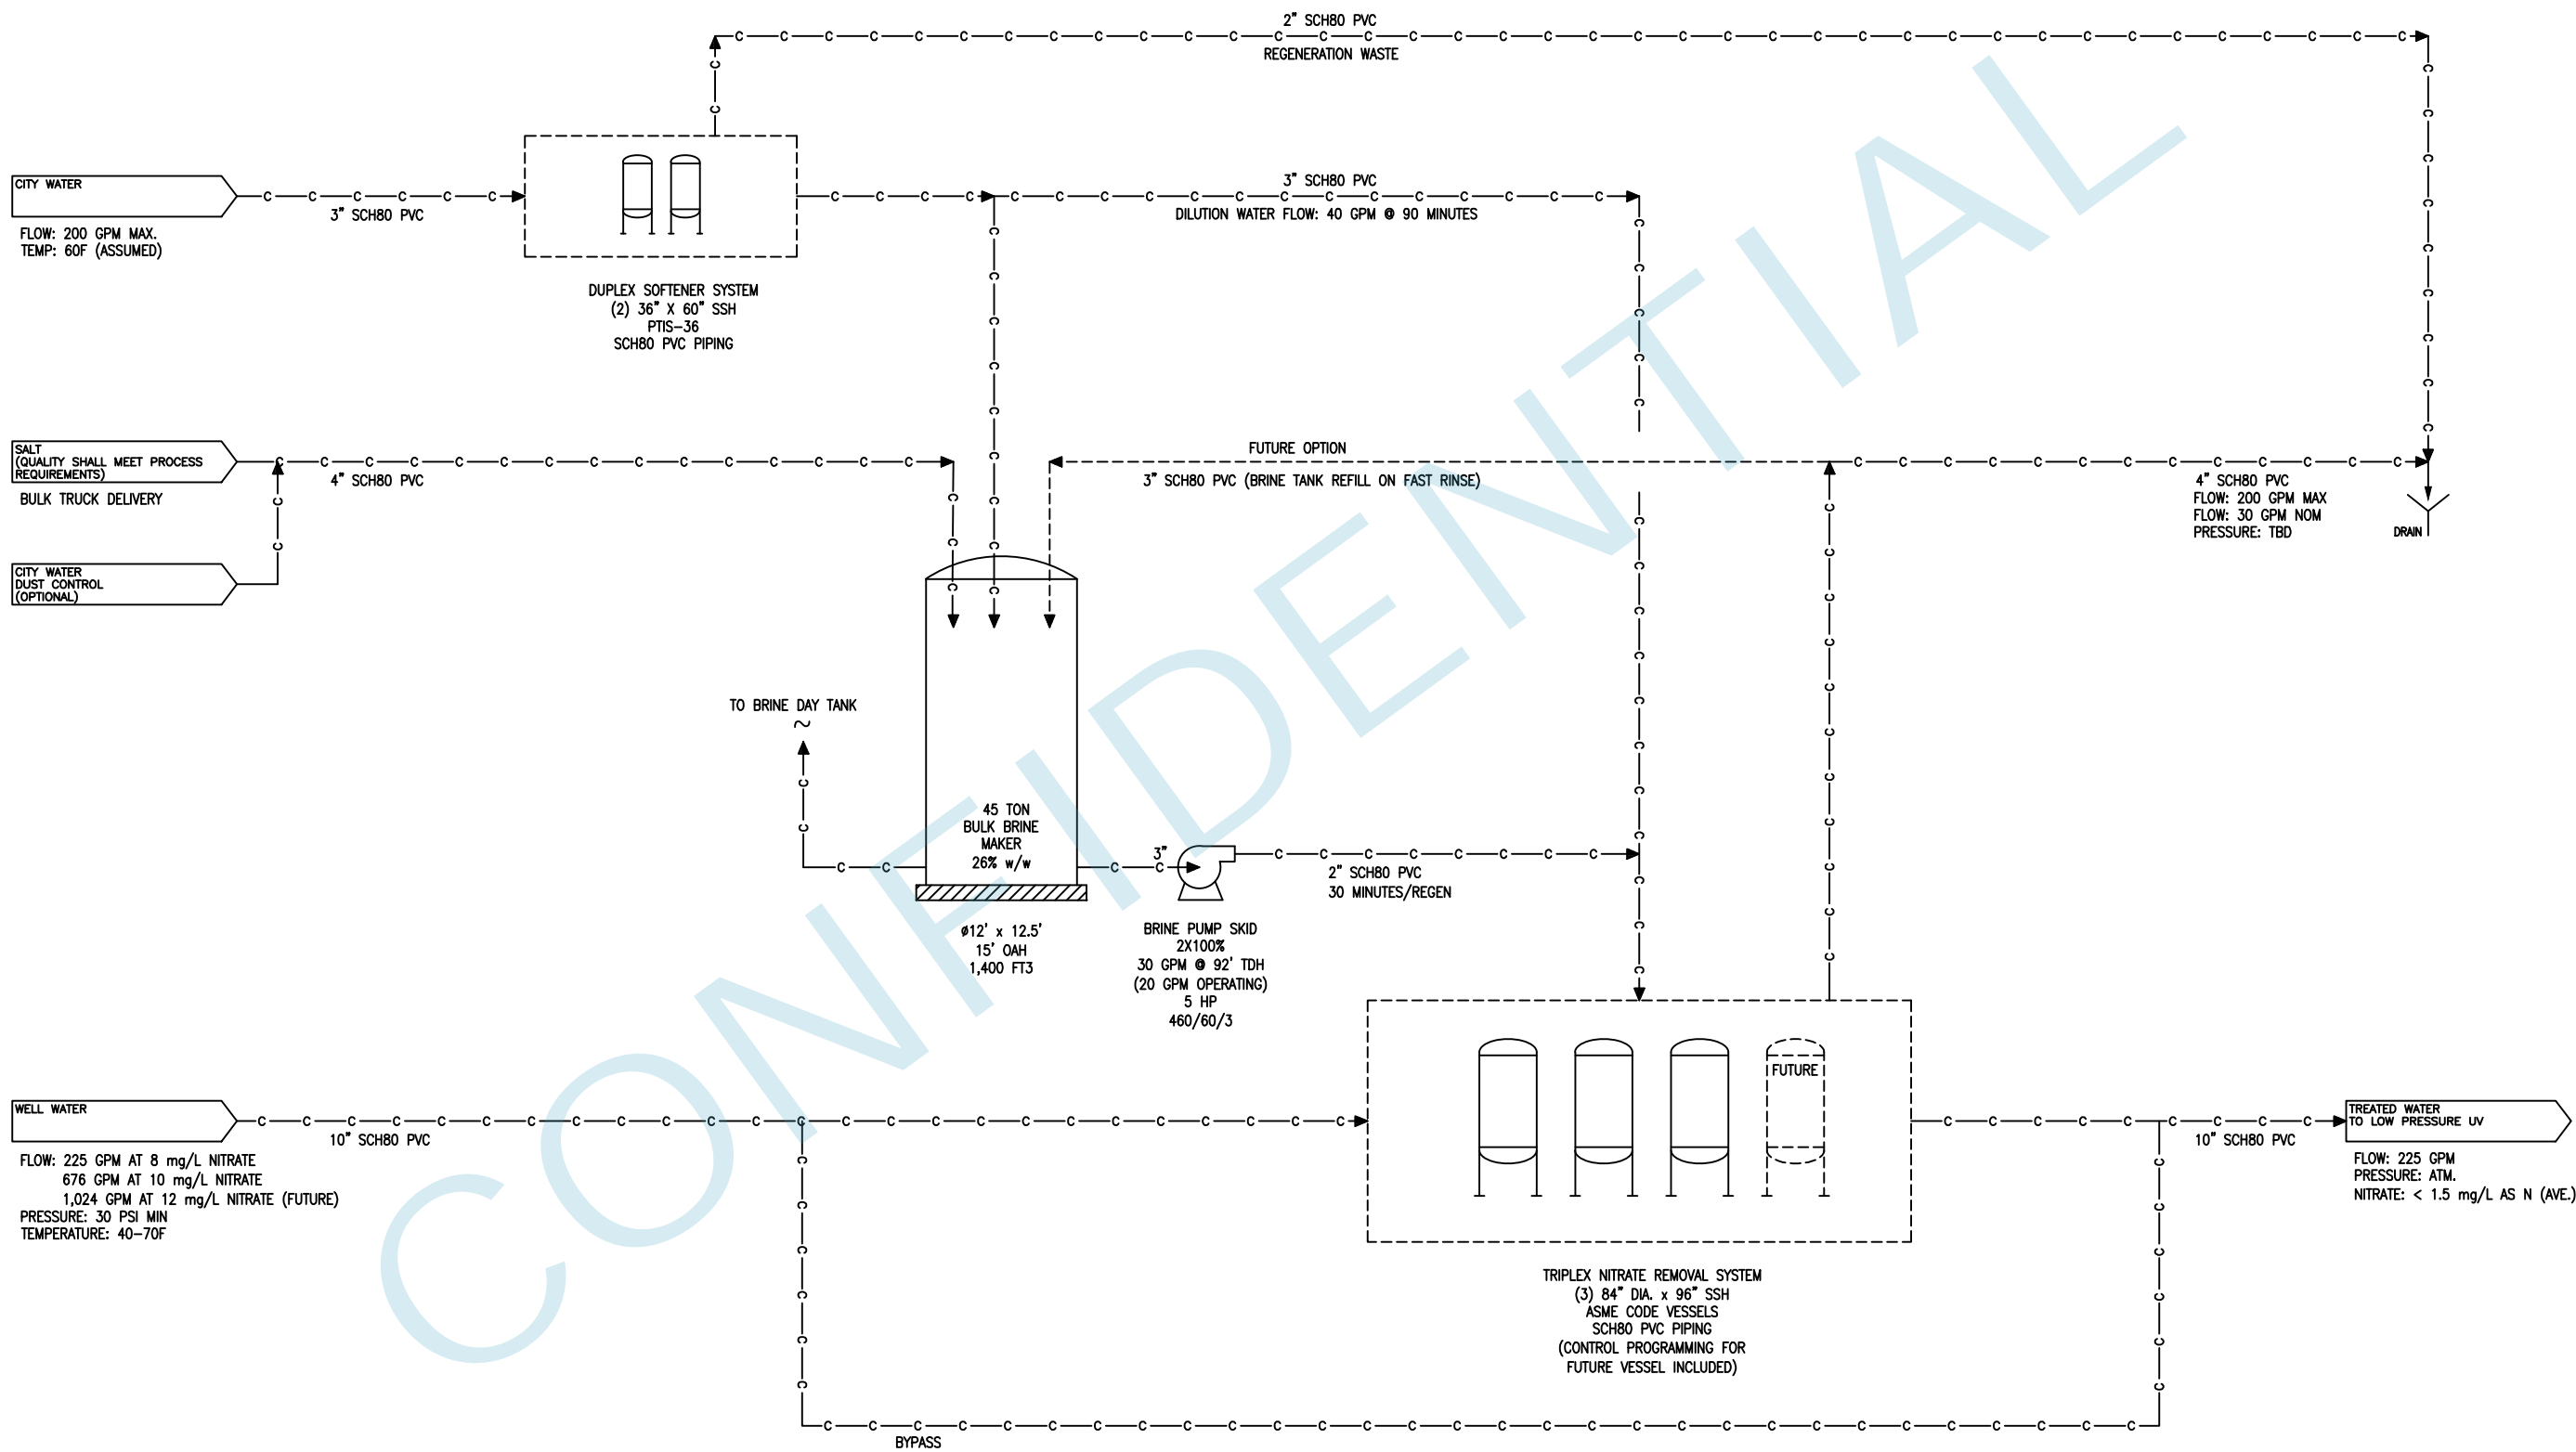 2" SCH80 PVC
REGENERATION WASTE
CITY WATER
3" SCH80 PVC
FLOW: 200 GPM MAX.
TEMP: 60F (ASSUMED)
DUPLEX SOFTENER SYSTEM
(2) 36" X 60" SSH
PTIS-36
SCH80 PVC PIPING
3" SCH80 PVC
DILUTION WATER FLOW: 40 GPM @ 90 MINUTES
SALT
(QUALITY SHALL MEET PROCESS
REQUIREMENTS)
BULK TRUCK DELIVERY
4" SCH80 PVC
CITY WATER
DUST CONTROL
(OPTIONAL)
FUTURE OPTION
3" SCH80 PVC (BRINE TANK REFILL ON FAST RINSE)
4" SCH80 PVC
FLOW: 200 GPM MAX
FLOW: 30 GPM NOM
PRESSURE: TBD
DRAIN
TO BRINE DAY TANK
45 TON
BULK BRINE
MAKER
26% w/w
ø12' x 12.5'
15' OAH
1,400 FT3
3"
2" SCH80 PVC
30 MINUTES/REGEN
BRINE PUMP SKID
2X100%
30 GPM @ 92' TDH
(20 GPM OPERATING)
5 HP
460/60/3
WELL WATER
10" SCH80 PVC
FLOW: 225 GPM AT 8 mg/L NITRATE
676 GPM AT 10 mg/L NITRATE
1,024 GPM AT 12 mg/L NITRATE (FUTURE)
PRESSURE: 30 PSI MIN
TEMPERATURE: 40-70F
FUTURE
TRIPLEX NITRATE REMOVAL SYSTEM
(3) 84" DIA. x 96" SSH
ASME CODE VESSELS
SCH80 PVC PIPING
(CONTROL PROGRAMMING FOR
FUTURE VESSEL INCLUDED)
TREATED WATER
TO LOW PRESSURE UV
10" SCH80 PVC
FLOW: 225 GPM
PRESSURE: ATM.
NITRATE: < 1.5 mg/L AS N (AVE.)
BYPASS
CONFIDENTIAL